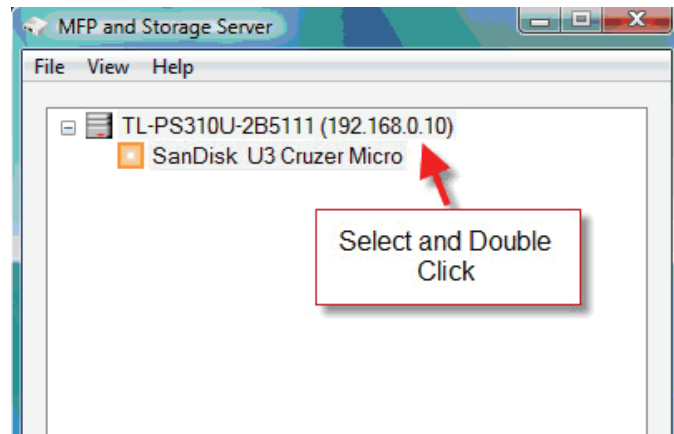 MFP and Storage Server
File View Help
TL-PS310U-2B5111 (192.168.0.10)
SanDisk U3 Cruzer Micro
Select and Double
Click